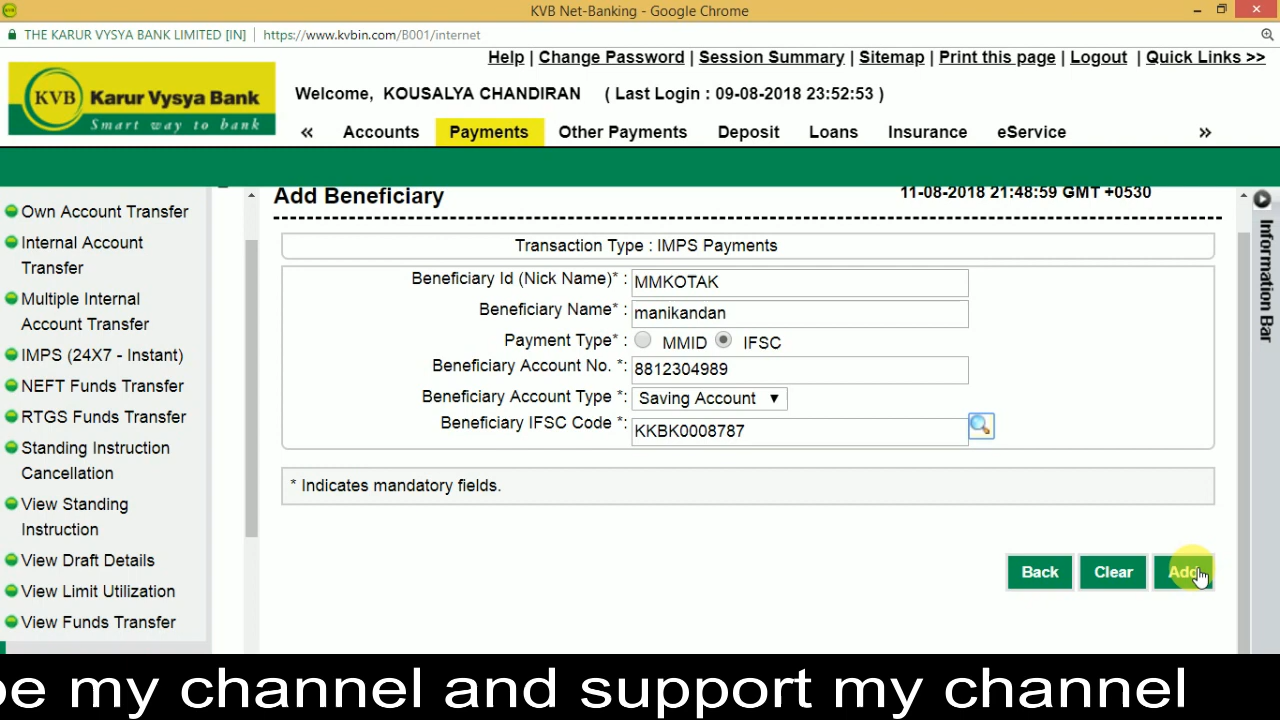 KVB Net-Banking - Google Chrome
THE KARUR VYSYA BANK LIMITED [IN] | https://www.kvbin.com/B001/internet
Help | Change Password | Session Summary | Sitemap | Print this page | Logout | Quick Links >>
KVB Karur Vysya Bank
Smart way to bank
Welcome, KOUSALYA CHANDIRAN ( Last Login : 09-08-2018 23:52:53 )
« Accounts Payments Other Payments Deposit Loans Insurance eService »
Own Account Transfer
Internal Account
Transfer
Multiple Internal
Account Transfer
IMPS (24X7 - Instant)
NEFT Funds Transfer
RTGS Funds Transfer
Standing Instruction
Cancellation
View Standing
Instruction
View Draft Details
View Limit Utilization
View Funds Transfer
Add Beneficiary 11-08-2018 21:48:59 GMT +0530
Transaction Type : IMPS Payments
Beneficiary Id (Nick Name)* : MMKOTAK
Beneficiary Name* : manikandan
Payment Type* : MMID IFSC
Beneficiary Account No. *: 8812304989
Beneficiary Account Type *: Saving Account
Beneficiary IFSC Code *: KKBK0008787
* Indicates mandatory fields.
Back Clear Add
Information Bar
be my channel and support my channel